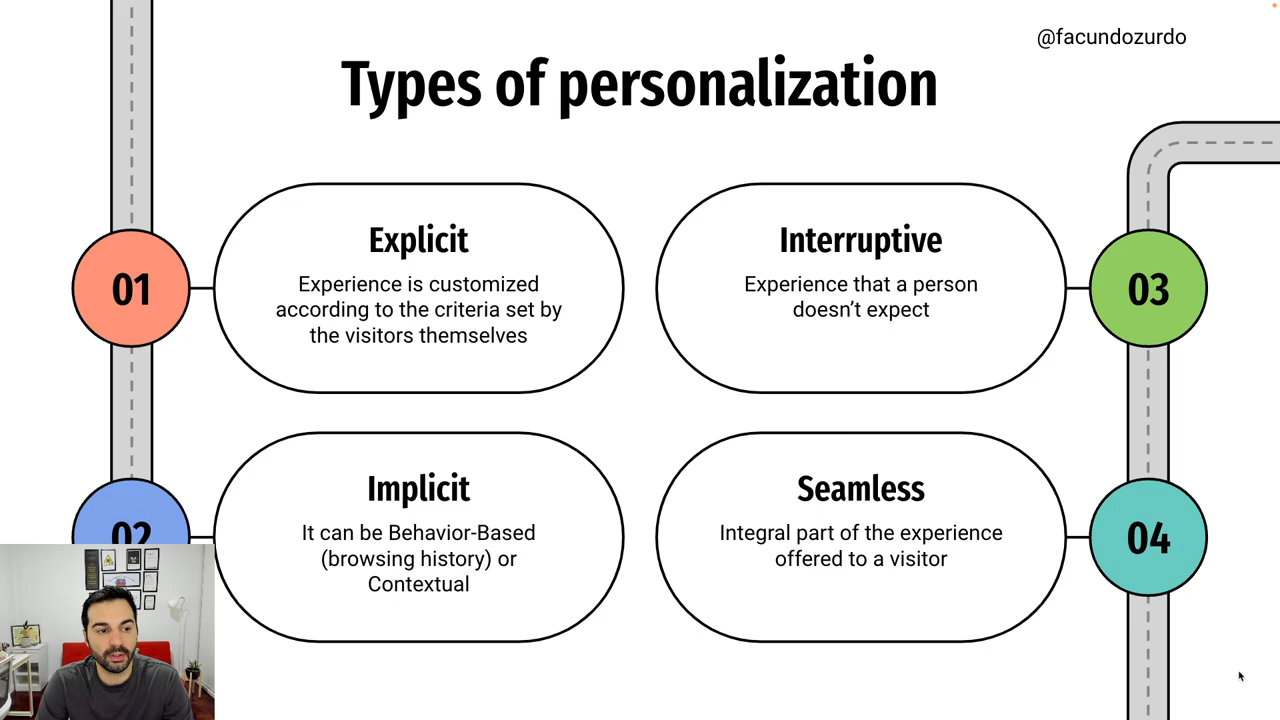 @facundozurdo
Types of personalization
01
Explicit
Experience is customized
according to the criteria set by
the visitors themselves
Interruptive
Experience that a person
doesn’t expect
03
02
Implicit
It can be Behavior-Based
(browsing history) or
Contextual
Seamless
Integral part of the experience
offered to a visitor
04